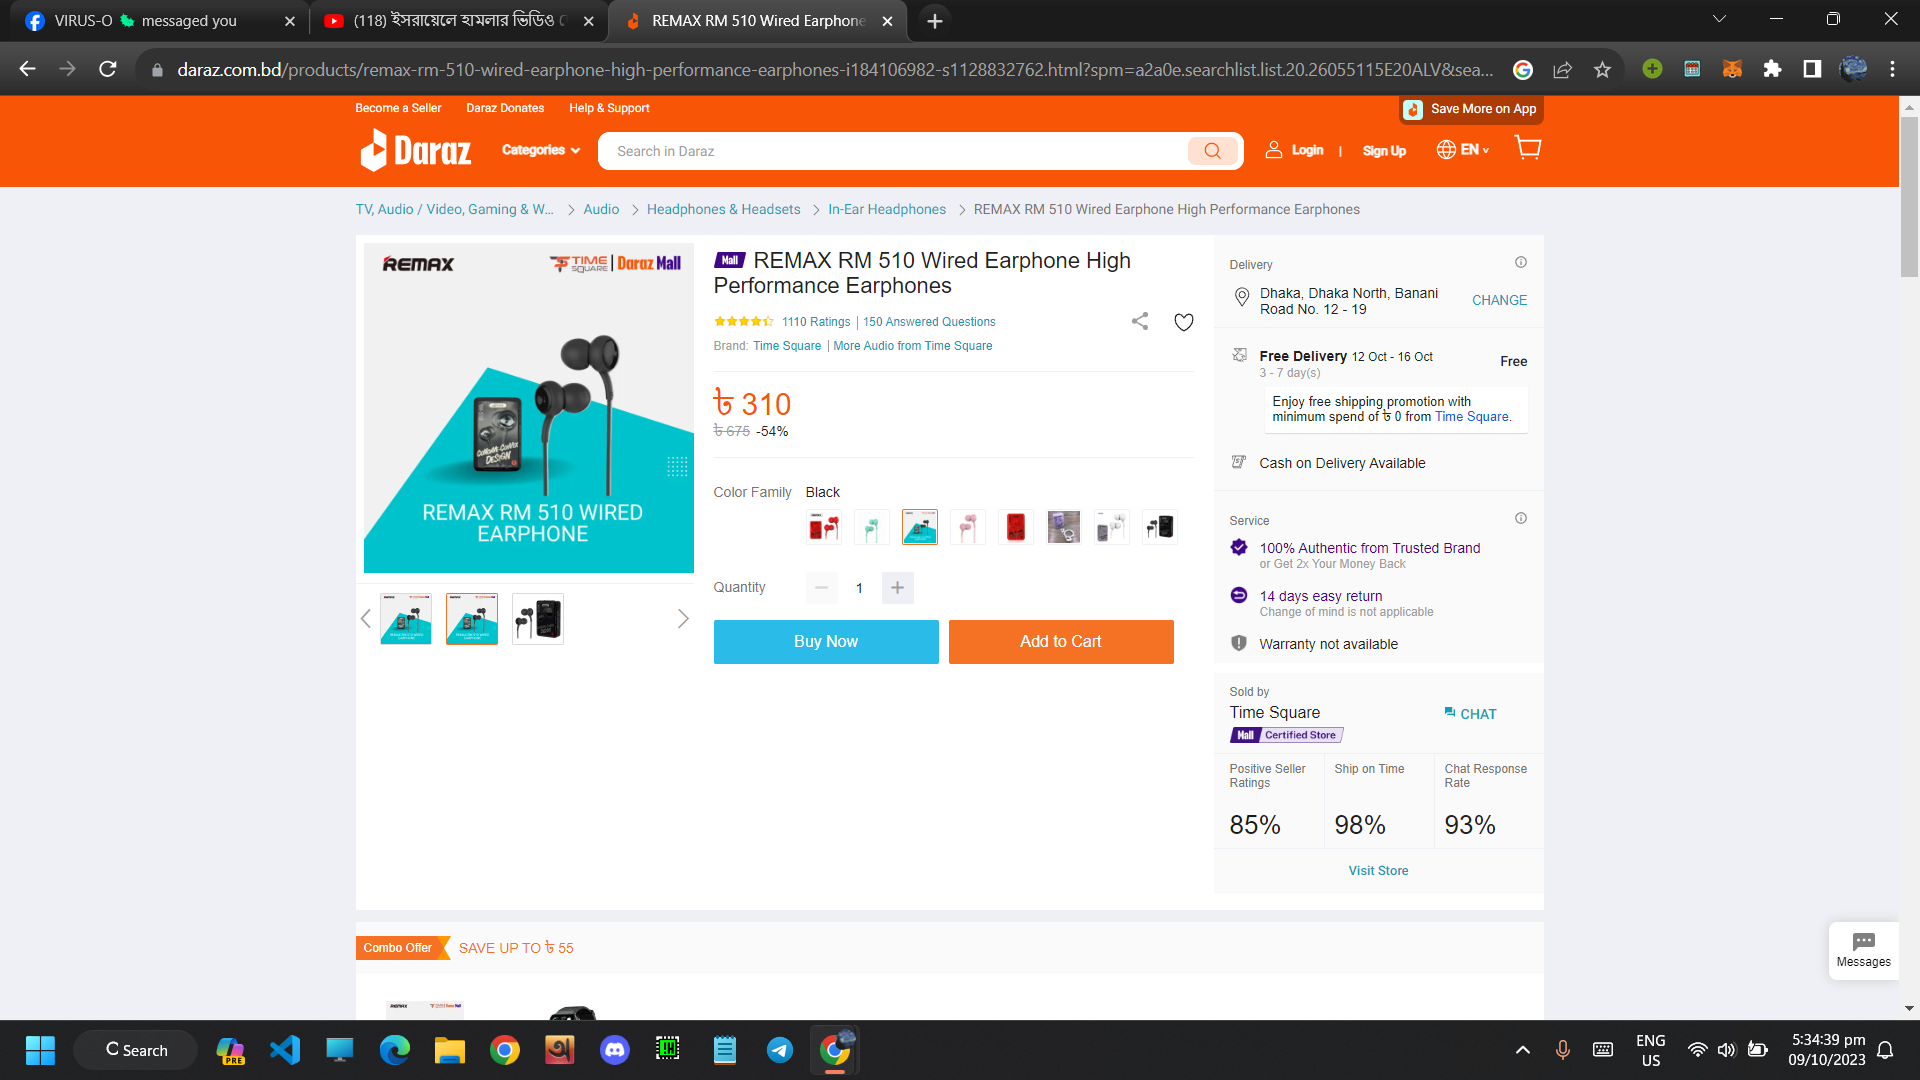 VIRUS-O 🦠 messaged you
(118) ইসরায়েলে হামলার ভিডিও
REMAX RM 510 Wired Earphone
daraz.com.bd/products/remax-rm-510-wired-earphone-high-performance-earphones-i184106982-s1128832762.html?spm=a2a0e.searchlist.list.20.26055115E20ALV&sea...
Become a Seller Daraz Donates Help & Support
Save More on App
Daraz
Categories
Search in Daraz
Login | Sign Up
EN
TV, Audio / Video, Gaming & W... > Audio > Headphones & Headsets > In-Ear Headphones > REMAX RM 510 Wired Earphone High Performance Earphones
REMAX
TIME SQUARE | Daraz Mall
CUSTOM COVER DESIGN
REMAX RM 510 WIRED
EARPHONE
Mall REMAX RM 510 Wired Earphone High
Performance Earphones
1110 Ratings | 150 Answered Questions
Brand: Time Square | More Audio from Time Square
৳ 310
৳ 675 -54%
Color Family Black
Quantity
1
Buy Now
Add to Cart
Delivery
Dhaka, Dhaka North, Banani
Road No. 12 - 19
CHANGE
Free Delivery 12 Oct - 16 Oct
Free
3 - 7 day(s)
Enjoy free shipping promotion with
minimum spend of ৳ 0 from Time Square.
Cash on Delivery Available
Service
100% Authentic from Trusted Brand
or Get 2x Your Money Back
14 days easy return
Change of mind is not applicable
Warranty not available
Sold by
Time Square
CHAT
Mall Certified Store
Positive Seller
Ratings
85%
Ship on Time
98%
Chat Response
Rate
93%
Visit Store
Combo Offer
SAVE UP TO ৳ 55
Messages
Search
PRE
অ
ENG
US
5:34:39 pm
09/10/2023